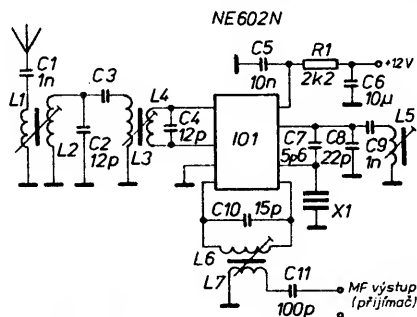 NE602N
C1
1n
L1
L2
C2
12p
C3
L3
L4
C4
12p
IO1
C5
10n
R1
2k2
+12V
C6
10µ
C7
5p6
C8
22p
C9
1n
L5
X1
C10
15p
L6
L7
C11
100p
MF výstup
(přijímač)